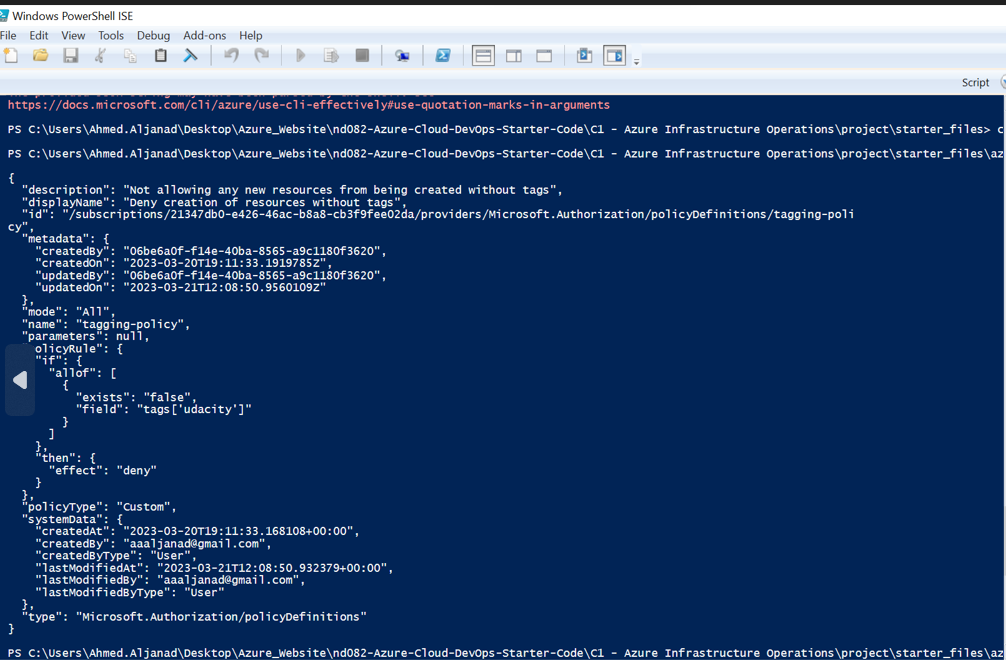 Windows PowerShell ISE
File Edit View Tools Debug Add-ons Help
Script
https://docs.microsoft.com/cli/azure/use-cli-effectively#use-quotation-marks-in-arguments
PS C:\Users\Ahmed.Aljanad\Desktop\Azure_Website\nd082-Azure-Cloud-DevOps-Starter-Code\C1 - Azure Infrastructure Operations\project\starter_files> c
PS C:\Users\Ahmed.Aljanad\Desktop\Azure_Website\nd082-Azure-Cloud-DevOps-Starter-Code\C1 - Azure Infrastructure Operations\project\starter_files\az
{
"description": "Not allowing any new resources from being created without tags",
"displayName": "Deny creation of resources without tags",
"id": "/subscriptions/21347db0-e426-46ac-b8a8-cb3f9fee02da/providers/Microsoft.Authorization/policyDefinitions/tagging-poli
cy",
"metadata": {
"createdBy": "06be6a0f-f14e-40ba-8565-a9c1180f3620",
"createdOn": "2023-03-20T19:11:33.1919785Z",
"updatedBy": "06be6a0f-f14e-40ba-8565-a9c1180f3620",
"updatedOn": "2023-03-21T12:08:50.9560109Z"
},
"mode": "All",
"name": "tagging-policy",
"parameters": null,
olicyRule": {
"if": {
"allof": [
{
"exists": "false",
"field": "tags['udacity']"
}
]
},
"then": {
"effect": "deny"
}
},
"policyType": "Custom",
"systemData": {
"createdAt": "2023-03-20T19:11:33.168108+00:00",
"createdBy": "aaaljanad@gmail.com",
"createdByType": "User",
"lastModifiedAt": "2023-03-21T12:08:50.932379+00:00",
"lastModifiedBy": "aaaljanad@gmail.com",
"lastModifiedByType": "User"
},
"type": "Microsoft.Authorization/policyDefinitions"
}
PS C:\Users\Ahmed.Aljanad\Desktop\Azure_Website\nd082-Azure-Cloud-DevOps-Starter-Code\C1 - Azure Infrastructure Operations\project\starter_files\az